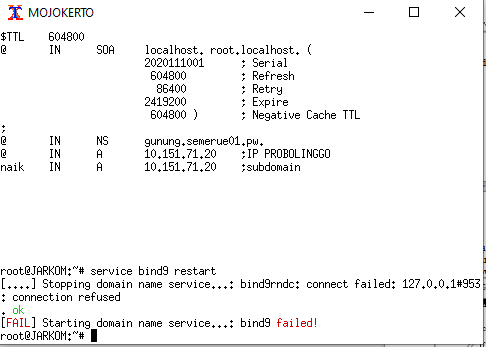 MOJOKERTO
$TTL    604800
@       IN      SOA     localhost. root.localhost. (
                        2020111001      ; Serial
                         604800         ; Refresh
                          86400         ; Retry
                        2419200         ; Expire
                         604800 )       ; Negative Cache TTL
;
@       IN      NS      gunung.semerue01.pw.
@       IN      A       10.151.71.20    ;IP PROBOLINGGO
naik    IN      A       10.151.71.20    ;subdomain
root@JARKOM:~# service bind9 restart
[....] Stopping domain name service...: bind9rndc: connect failed: 127.0.0.1#953
: connection refused
. ok
[FAIL] Starting domain name service...: bind9 failed!
root@JARKOM:~#